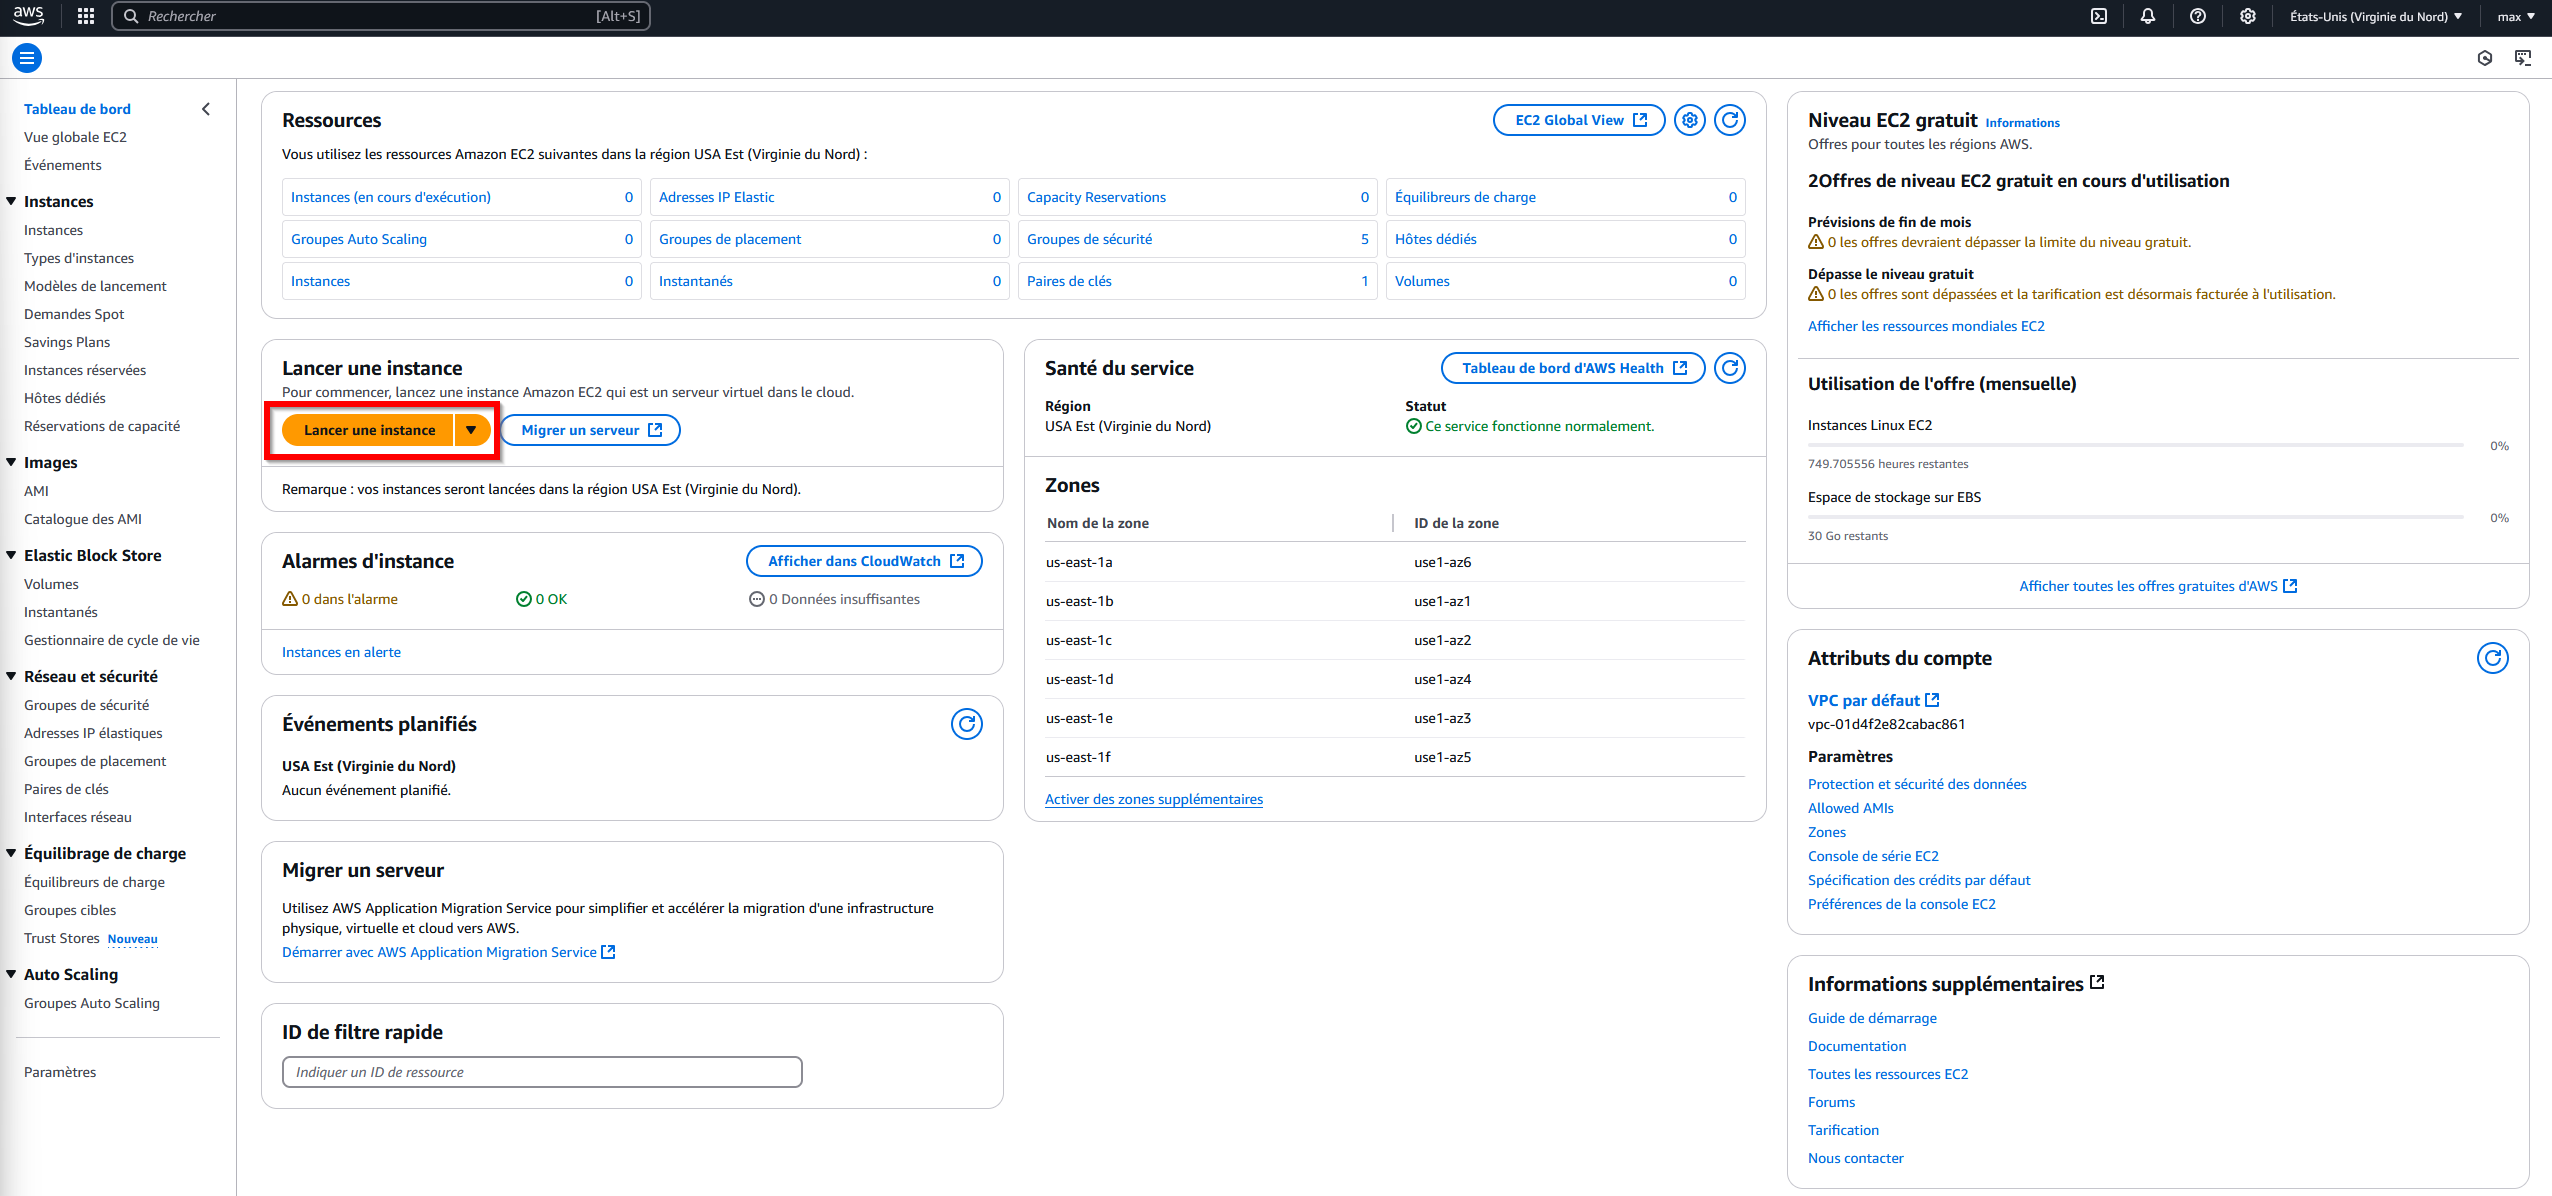 aws
Rechercher [Alt+S]
États-Unis (Virginie du Nord) max
Tableau de bord
Vue globale EC2
Événements
Instances
Instances
Types d'instances
Modèles de lancement
Demandes Spot
Savings Plans
Instances réservées
Hôtes dédiés
Réservations de capacité
Images
AMI
Catalogue des AMI
Elastic Block Store
Volumes
Instantanés
Gestionnaire de cycle de vie
Réseau et sécurité
Groupes de sécurité
Adresses IP élastiques
Groupes de placement
Paires de clés
Interfaces réseau
Équilibrage de charge
Équilibreurs de charge
Groupes cibles
Trust Stores Nouveau
Auto Scaling
Groupes Auto Scaling
Paramètres
Ressources
EC2 Global View
Vous utilisez les ressources Amazon EC2 suivantes dans la région USA Est (Virginie du Nord) :
Instances (en cours d'exécution) 0 Adresses IP Elastic 0 Capacity Reservations 0 Équilibreurs de charge 0
Groupes Auto Scaling 0 Groupes de placement 0 Groupes de sécurité 5 Hôtes dédiés 0
Instances 0 Instantanés 0 Paires de clés 1 Volumes 0
Lancer une instance
Pour commencer, lancez une instance Amazon EC2 qui est un serveur virtuel dans le cloud.
Lancer une instance Migrer un serveur
Remarque : vos instances seront lancées dans la région USA Est (Virginie du Nord).
Alarmes d'instance
Afficher dans CloudWatch
0 dans l'alarme 0 OK 0 Données insuffisantes
Instances en alerte
Événements planifiés
USA Est (Virginie du Nord)
Aucun événement planifié.
Migrer un serveur
Utilisez AWS Application Migration Service pour simplifier et accélérer la migration d'une infrastructure
physique, virtuelle et cloud vers AWS.
Démarrer avec AWS Application Migration Service
ID de filtre rapide
Indiquer un ID de ressource
Santé du service
Tableau de bord d'AWS Health
Région Statut
USA Est (Virginie du Nord) Ce service fonctionne normalement.
Zones
Nom de la zone ID de la zone
us-east-1a use1-az6
us-east-1b use1-az1
us-east-1c use1-az2
us-east-1d use1-az4
us-east-1e use1-az3
us-east-1f use1-az5
Activer des zones supplémentaires
Niveau EC2 gratuit Informations
Offres pour toutes les régions AWS.
2Offres de niveau EC2 gratuit en cours d'utilisation
Prévisions de fin de mois
0 les offres devraient dépasser la limite du niveau gratuit.
Dépasse le niveau gratuit
0 les offres sont dépassées et la tarification est désormais facturée à l'utilisation.
Afficher les ressources mondiales EC2
Utilisation de l'offre (mensuelle)
Instances Linux EC2
0%
749.705556 heures restantes
Espace de stockage sur EBS
0%
30 Go restants
Afficher toutes les offres gratuites d'AWS
Attributs du compte
VPC par défaut
vpc-01d4f2e82cabac861
Paramètres
Protection et sécurité des données
Allowed AMIs
Zones
Console de série EC2
Spécification des crédits par défaut
Préférences de la console EC2
Informations supplémentaires
Guide de démarrage
Documentation
Toutes les ressources EC2
Forums
Tarification
Nous contacter